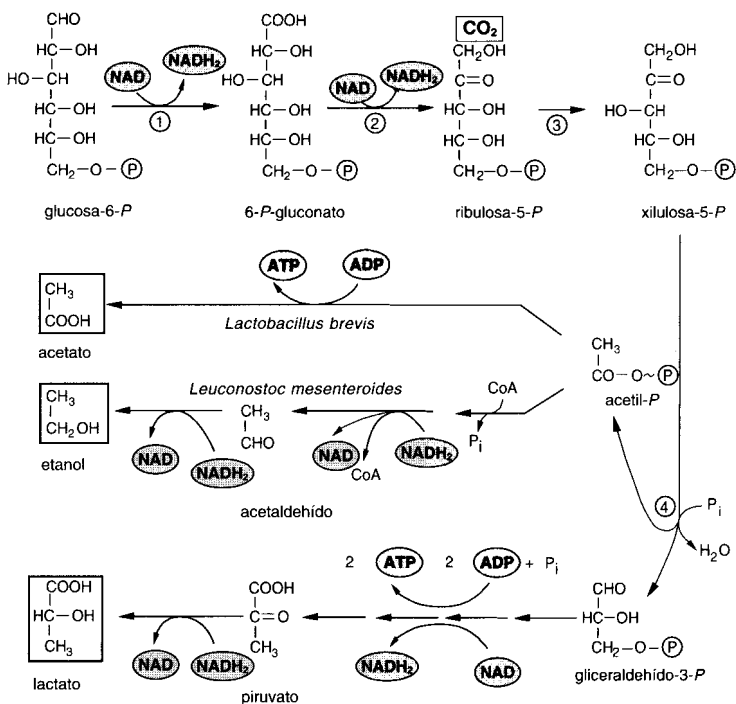 CHO
HC—OH
HO—CH
HC—OH
HC—OH
CH₂—O—Ⓟ
glucosa-6-P
NAD
NADH₂
①
COOH
HC—OH
HO—CH
HC—OH
HC—OH
CH₂—O—Ⓟ
6-P-gluconato
NAD
NADH₂
②
CO₂
CH₂OH
C=O
HC—OH
HC—OH
CH₂—O—Ⓟ
ribulosa-5-P
③
CH₂OH
C=O
HO—CH
HC—OH
CH₂—O—Ⓟ
xilulosa-5-P
CH₃
COOH
acetato
ATP
ADP
Lactobacillus brevis
CH₃
CO—O~Ⓟ
acetil-P
CH₃
CH₂OH
etanol
Leuconostoc mesenteroides
NAD
NADH₂
CH₃
CHO
acetaldehído
NAD
CoA
NADH₂
CoA
Pi
④
Pi
H₂O
COOH
HC—OH
CH₃
lactato
NAD
NADH₂
COOH
C=O
CH₃
piruvato
2 ATP 2 ADP + Pi
NADH₂
NAD
CHO
HC—OH
CH₂—O—Ⓟ
gliceraldehído-3-P